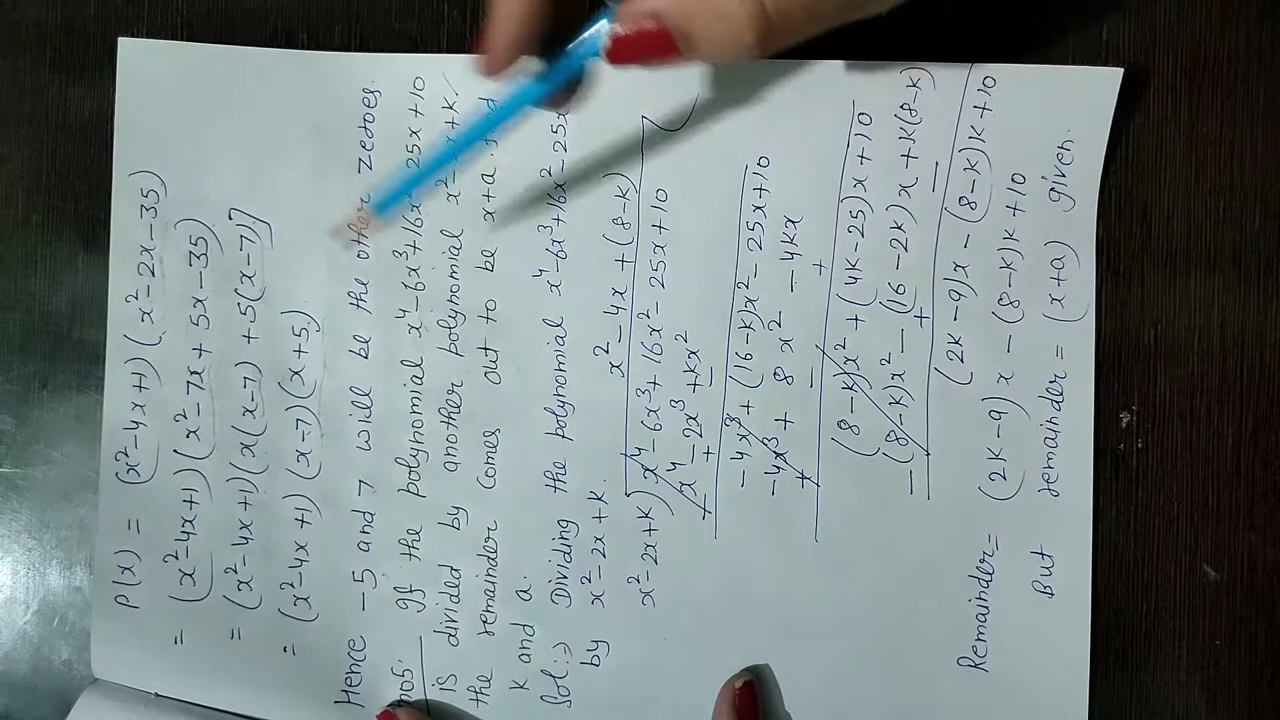 P(x) = (x²-4x+1)(x²-2x-35)
= (x²-4x+1)(x²-7x+5x-35)
= (x²-4x+1)(x(x-7)+5(x-7)]
= (x²-4x+1)(x-7)(x+5)
Hence -5 and 7 will be the other zeroes.
no5. If the polynomial x⁴-6x³+16x² 25x+10
is divided by another polynomial x² x+K
the remainder comes out to be x+a.
K and a.
Sol:→ Dividing the polynomial x⁴-6x³+16x²-25x
by x²-2x+K.
x²-4x+(8-K)
x²-2x+K) x⁴-6x³+16x²-25x+10
x⁴-2x³+Kx²
- + -
-4x³+(16-K)x²-25x+10
-4x³+ 8x² -4Kx
+ - +
(8-K)x²+(4K-25)x+10
-(8-K)x²-(16-2K)x+K(8-K)
+ -
(2K-9)x-(8-K)K+10
Remainder= (2K-9)x-(8-K)K+10
But remainder= (x+a) given.